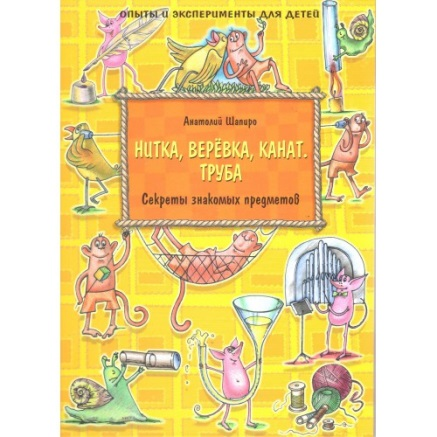 ОПЫТЫ И ЭКСПЕРИМЕНТЫ ДЛЯ ДЕТЕЙ
Анатолий Шапиро
НИТКА, ВЕРЁВКА, КАНАТ.
ТРУБА
Секреты знакомых предметов